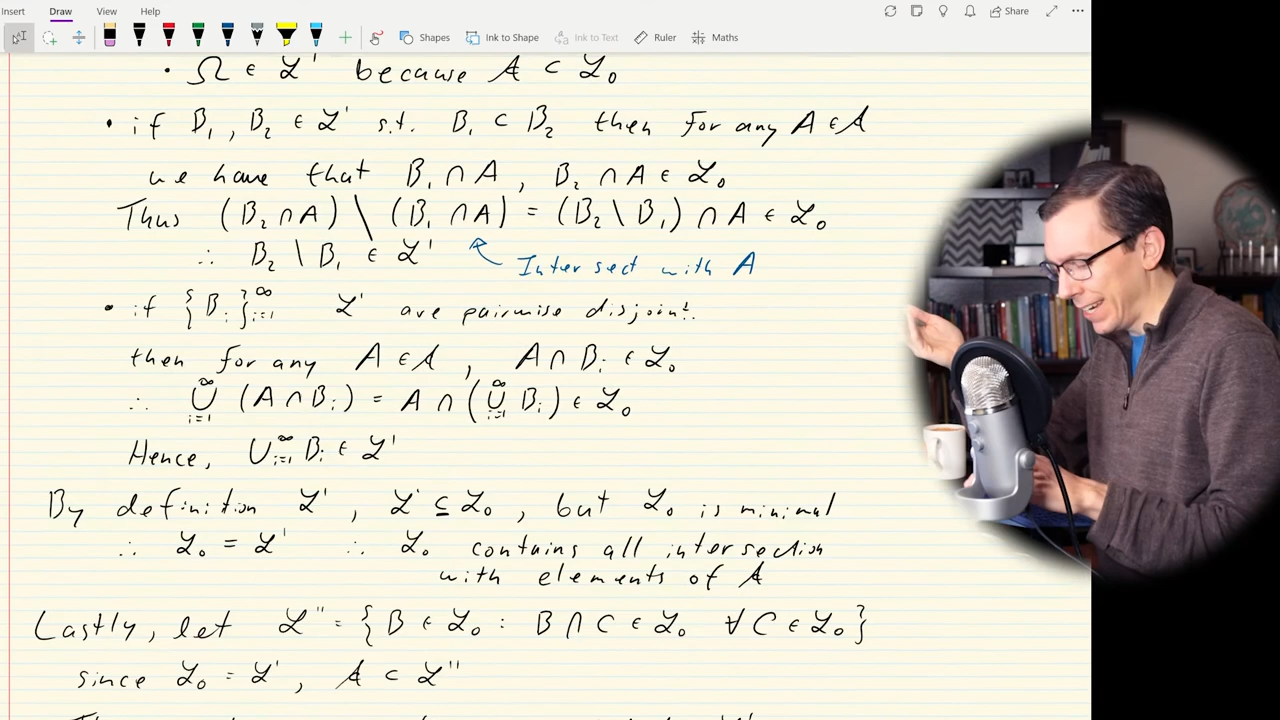 Insert Draw View Help
Share
Shapes Ink to Shape Ink to Text Ruler Maths
• Ω ∈ ℒ' because 𝒜 ⊂ ℒ₀
• if B₁, B₂ ∈ ℒ' s.t. B₁ ⊂ B₂ then for any A ∈ 𝒜
we have that B₁ ∩ A, B₂ ∩ A ∈ ℒ₀
Thus (B₂ ∩ A) \ (B₁ ∩ A) = (B₂ \ B₁) ∩ A ∈ ℒ₀
∴ B₂ \ B₁ ∈ ℒ'
Intersect with A
• if {Bᵢ}ᵢ₌₁^∞ ℒ' are pairwise disjoint.
then for any A ∈ 𝒜, A ∩ Bᵢ ∈ ℒ₀
∴ ∪ᵢ₌₁^∞ (A ∩ Bᵢ) = A ∩ (∪ᵢ₌₁^∞ Bᵢ) ∈ ℒ₀
Hence, ∪ᵢ₌₁^∞ Bᵢ ∈ ℒ'
By definition ℒ', ℒ' ⊆ ℒ₀, but ℒ₀ is minimal
∴ ℒ₀ = ℒ' ∴ ℒ₀ contains all intersection
with elements of 𝒜
Lastly, let ℒ'' = {B ∈ ℒ₀ : B ∩ C ∈ ℒ₀ ∀ C ∈ ℒ₀}
since ℒ₀ = ℒ', 𝒜 ⊂ ℒ''